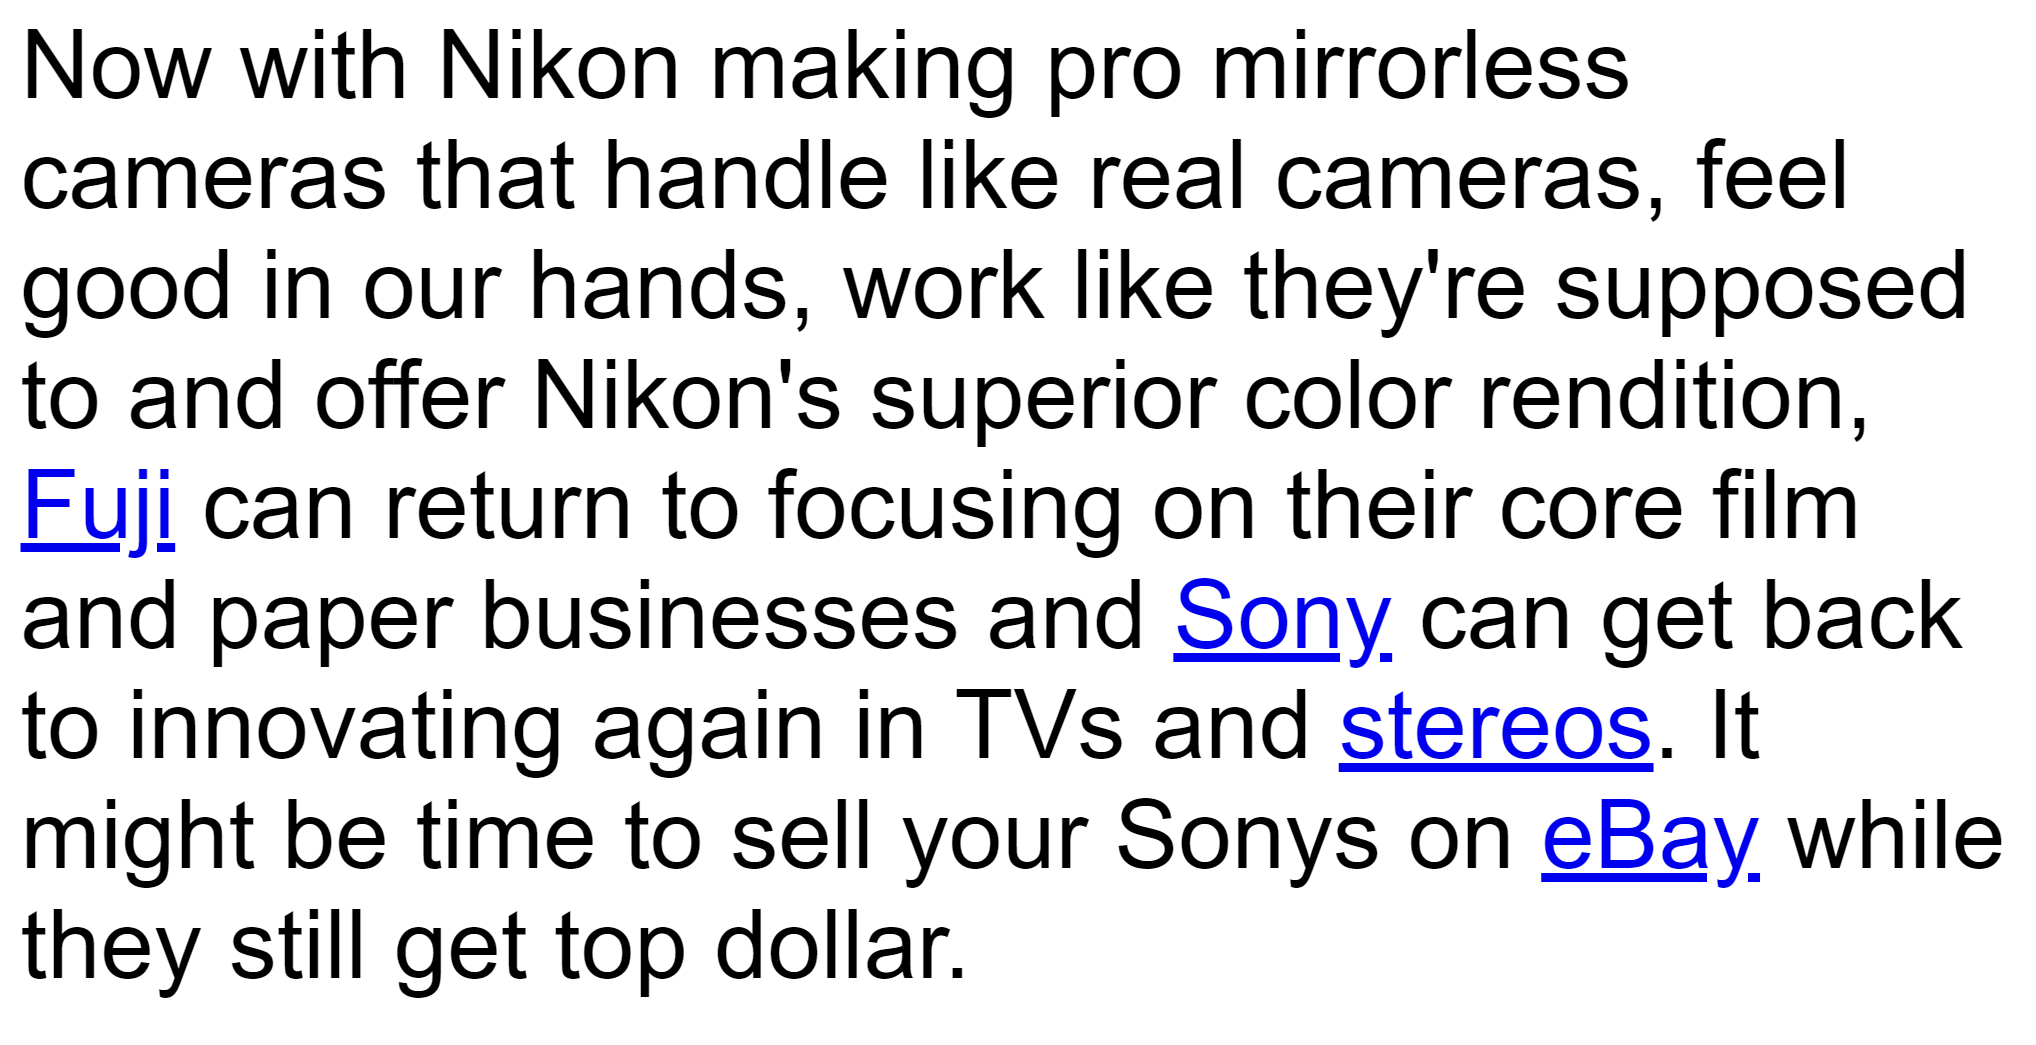 Now with Nikon making pro mirrorless
cameras that handle like real cameras, feel
good in our hands, work like they're supposed
to and offer Nikon's superior color rendition,
Fuji can return to focusing on their core film
and paper businesses and Sony can get back
to innovating again in TVs and stereos. It
might be time to sell your Sonys on eBay while
they still get top dollar.